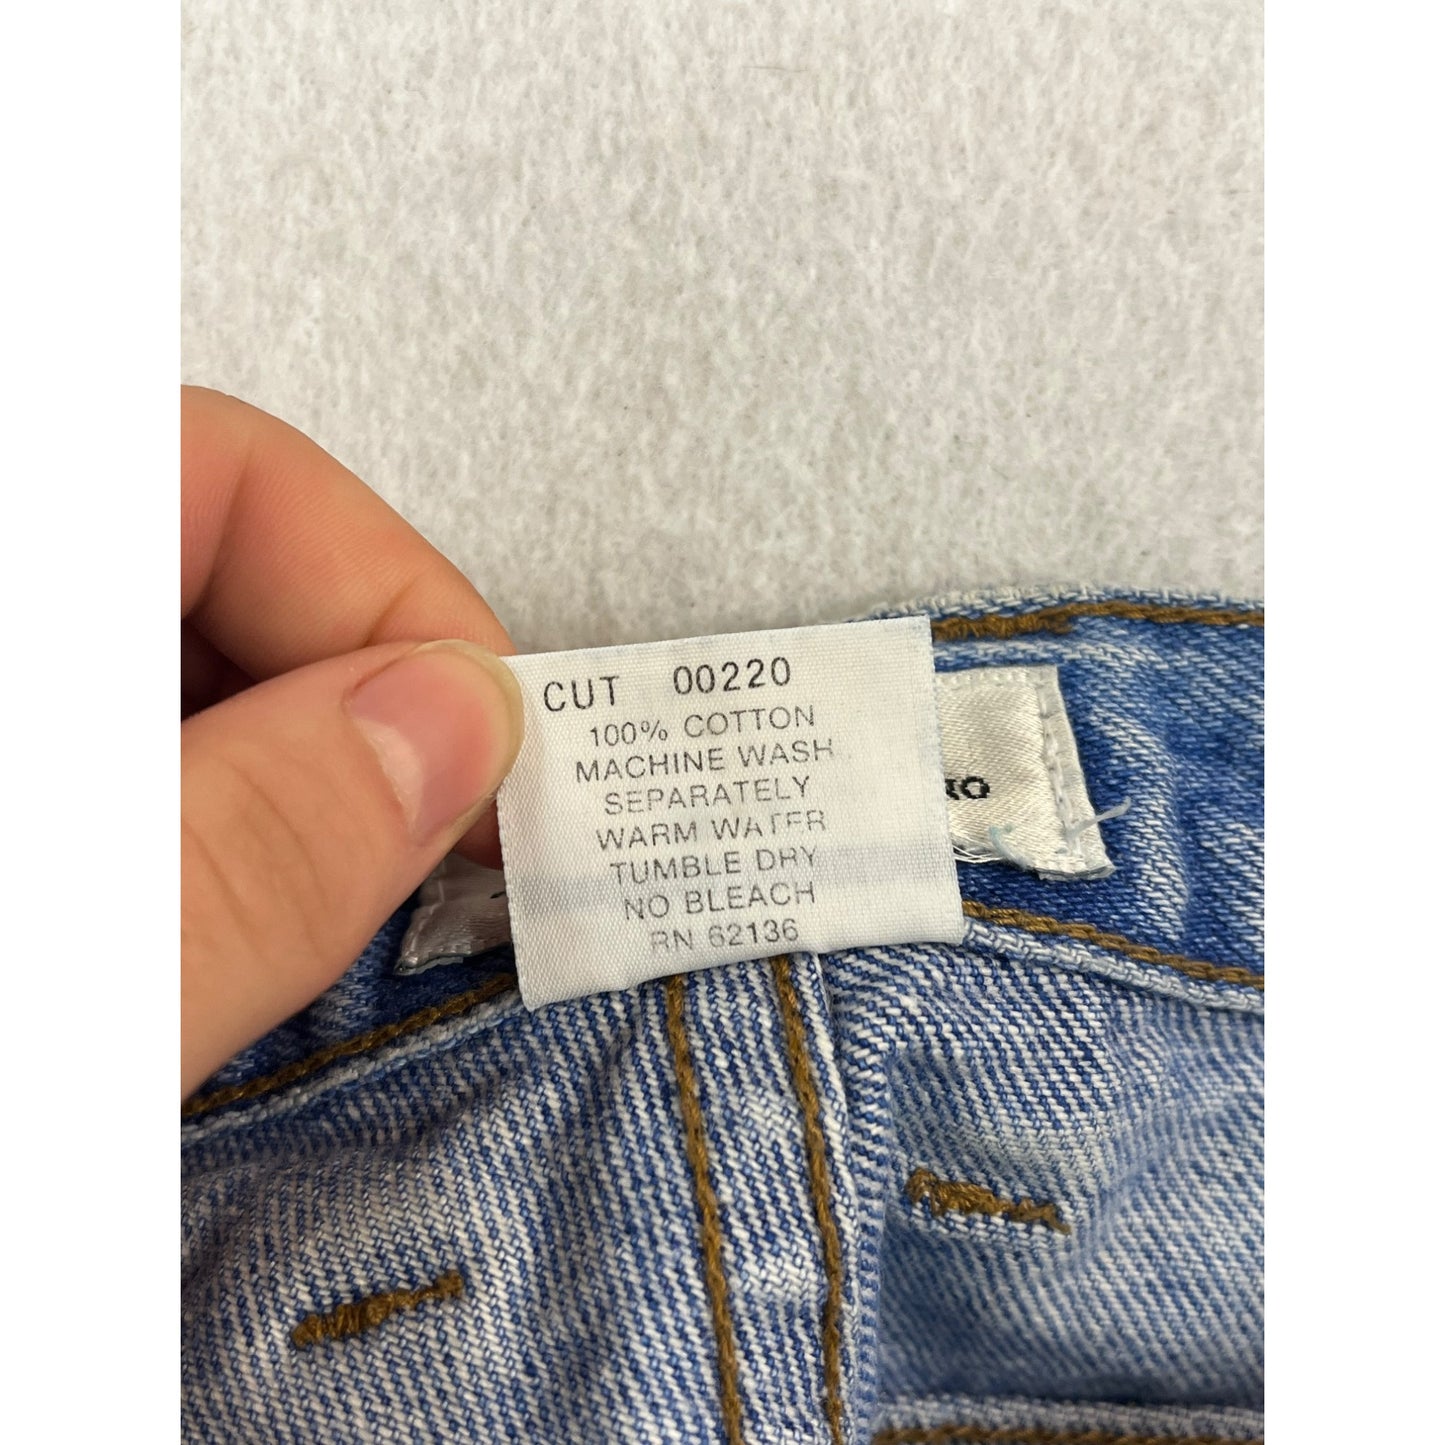 CUT 00220
100% COTTON
MACHINE WASH
SEPARATELY
WARM WATER
TUMBLE DRY
NO BLEACH
RN 62136